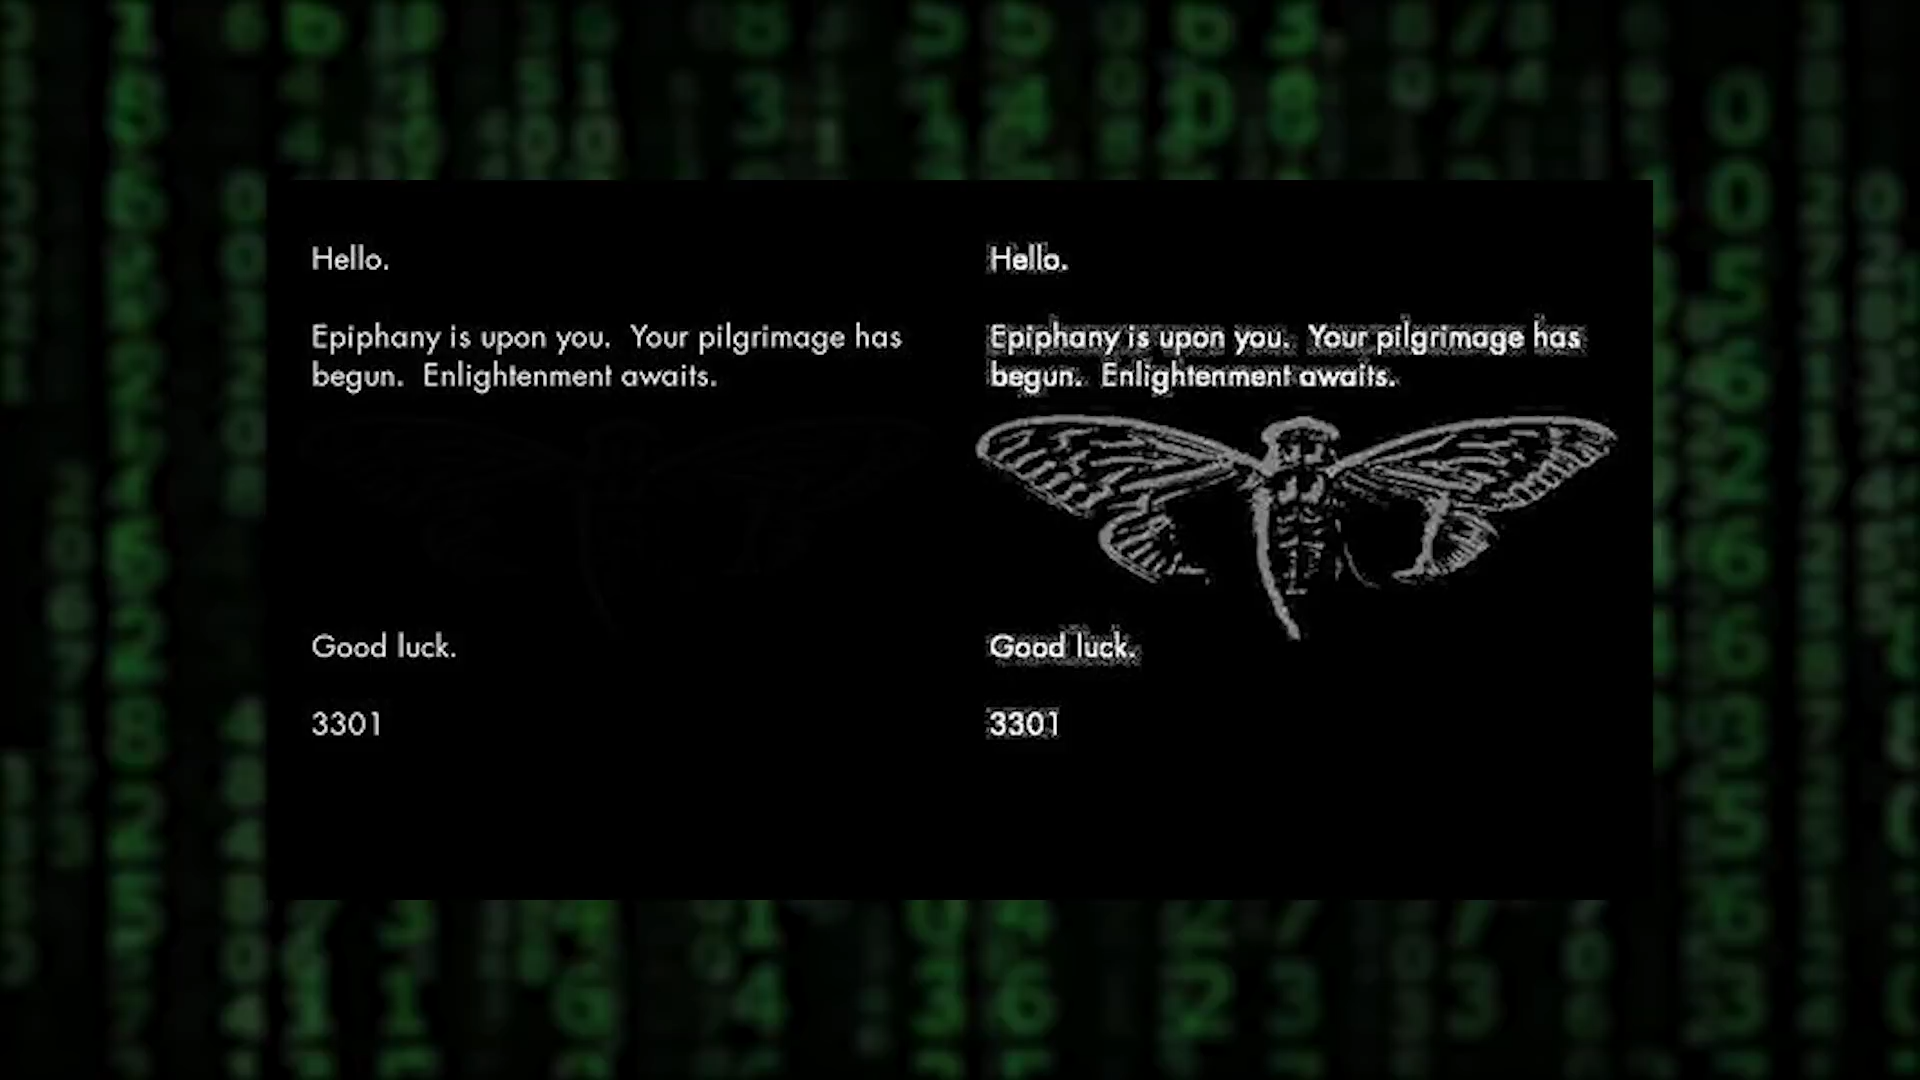 Hello.
Epiphany is upon you.  Your pilgrimage has
begun.  Enlightenment awaits.
Good luck.
3301
Hello.
Epiphany is upon you.  Your pilgrimage has
begun.  Enlightenment awaits.
Good luck.
3301